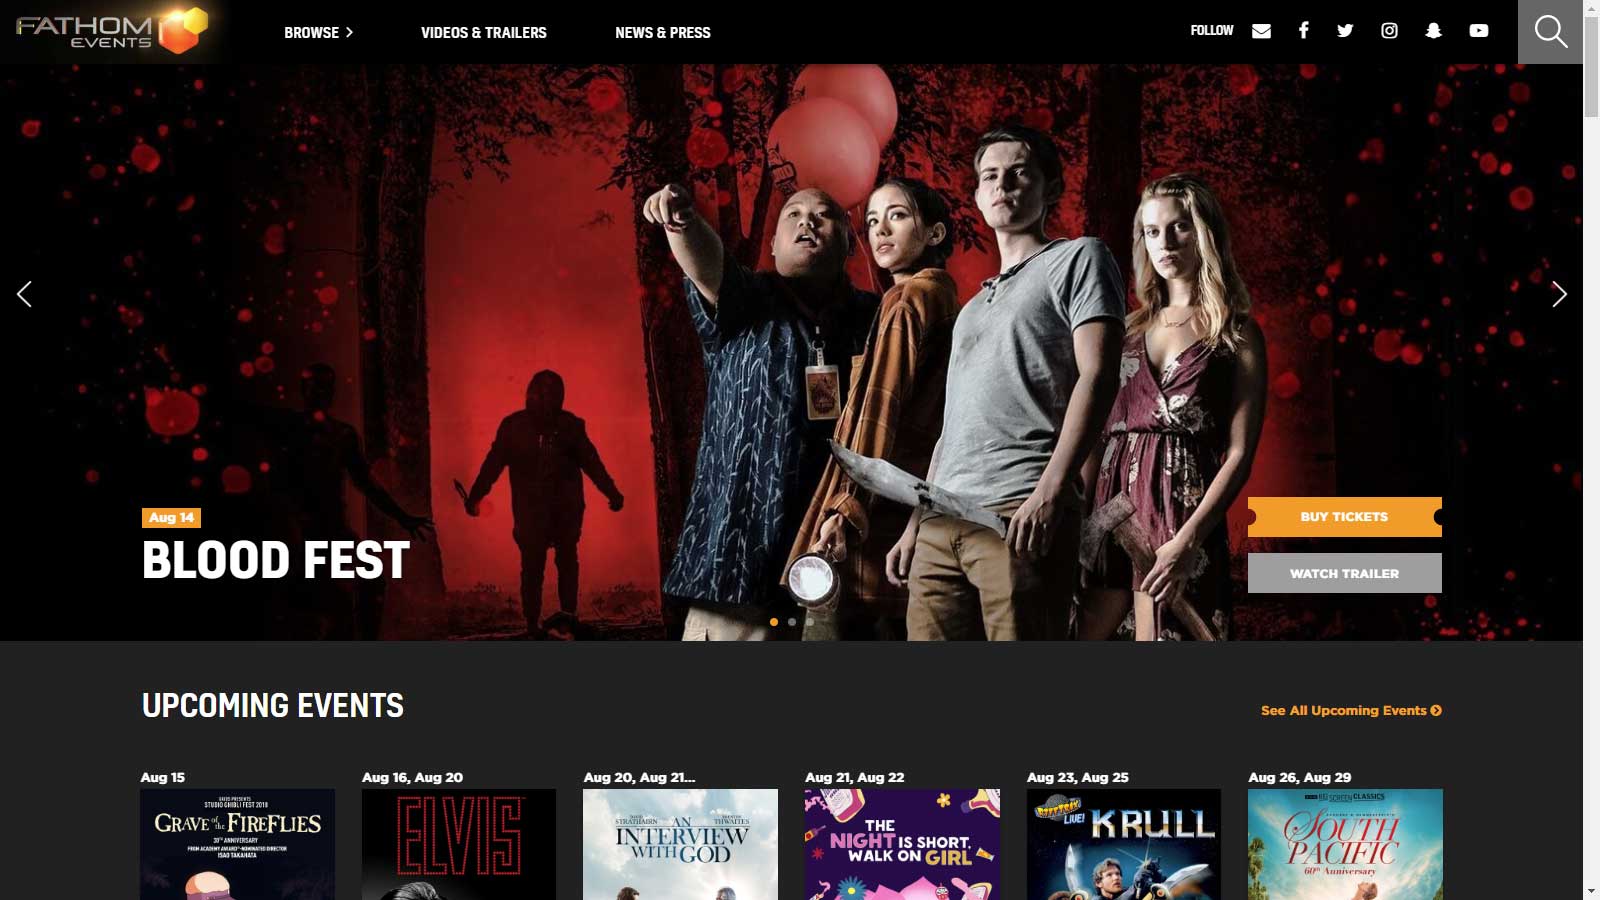 FATHOM
EVENTS
BROWSE
VIDEOS & TRAILERS
NEWS & PRESS
FOLLOW
Aug 14
BLOOD FEST
BUY TICKETS
WATCH TRAILER
UPCOMING EVENTS
See All Upcoming Events
Aug 15
GKIDS PRESENTS
STUDIO GHIBLI FEST 2018
GRAVE of the FIREFLIES
30TH ANNIVERSARY
FROM ACADEMY AWARD®-NOMINATED DIRECTOR
ISAO TAKAHATA
Aug 16, Aug 20
ELVIS
Aug 20, Aug 21...
DAVID STRATHAIRN
BRENTON THWAITES
AN
INTERVIEW
WITH GOD
Aug 21, Aug 22
THE
NIGHT IS SHORT,
WALK ON GIRL
Aug 23, Aug 25
RIFFTRAX
LIVE!
KRULL
Aug 26, Aug 29
BIG SCREEN CLASSICS
SOUTH
PACIFIC
60th Anniversary